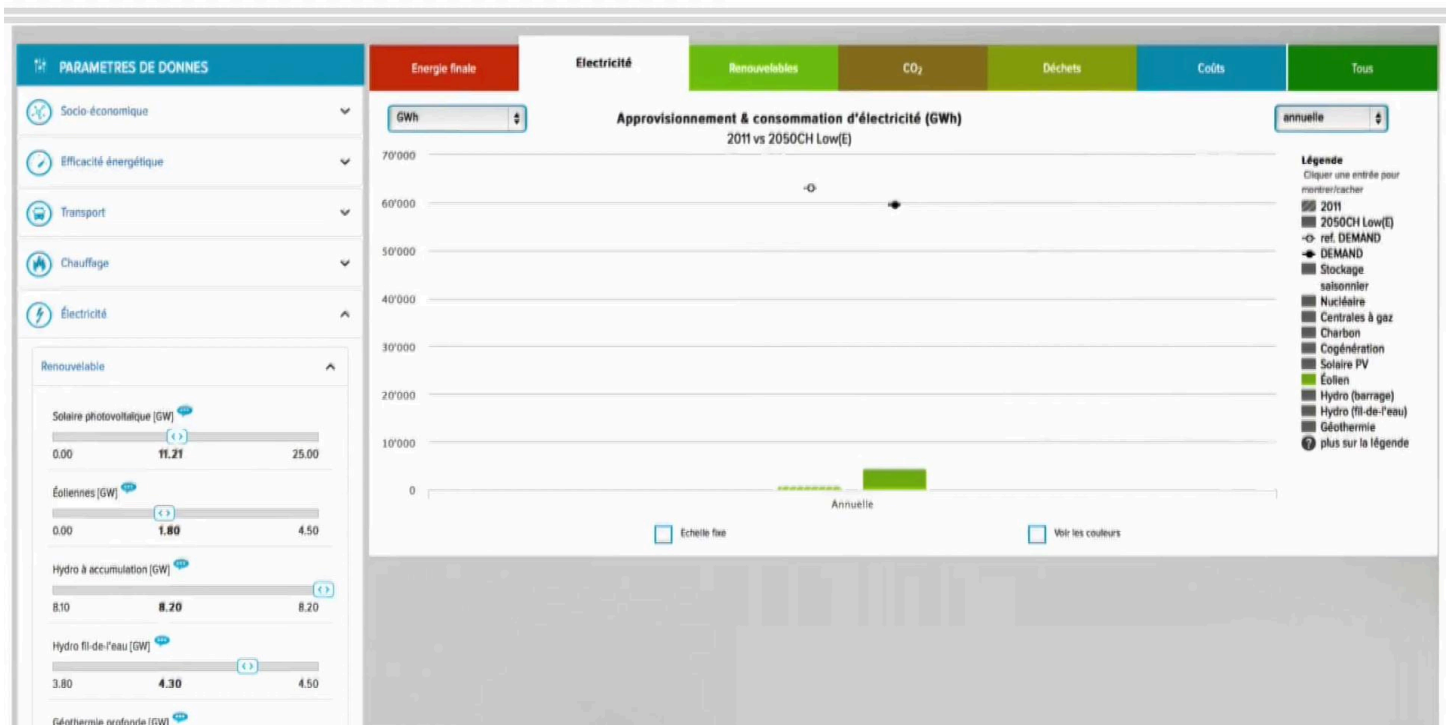 PARAMETRES DE DONNES
Socio-économique
Efficacité énergétique
Transport
Chauffage
Électricité
Renouvelable
Solaire photovoltaïque [GW]
0.00 11.21 25.00
Éoliennes [GW]
0.00 1.80 4.50
Hydro à accumulation [GW]
8.10 8.20 8.20
Hydro fil-de-l'eau [GW]
3.80 4.30 4.50
Géothermie profonde [GW]
Energie finale Electricité Renouvelables CO₂ Déchets Coûts Tous
GWh
Approvisionnement & consommation d'électricité (GWh)
2011 vs 2050CH Low(E)
annuelle
70'000
60'000
50'000
40'000
30'000
20'000
10'000
0
Annuelle
Echelle fixe
Voir les couleurs
Légende
Cliquer une entrée pour
montrer/cacher
2011
2050CH Low(E)
ref. DEMAND
DEMAND
Stockage
saisonnier
Nucléaire
Centrales à gaz
Charbon
Cogénération
Solaire PV
Éolien
Hydro (barrage)
Hydro (fil-de-l'eau)
Géothermie
? plus sur la légende